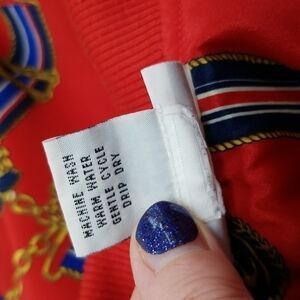 MACHINE WASH
WARM WATER
GENTLE CYCLE
DRIP DRY